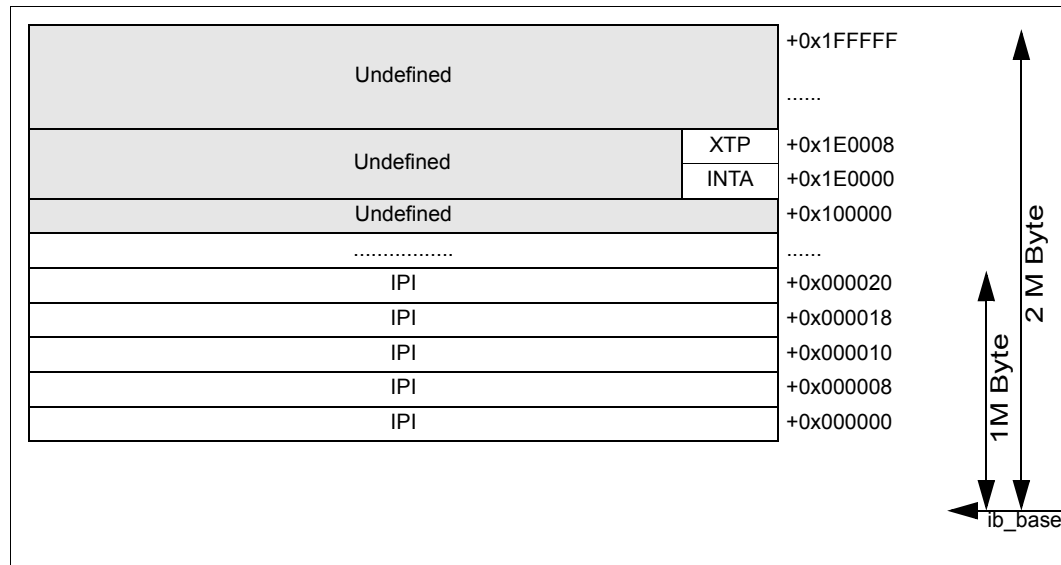 +0x1FFFFF
Undefined
......
XTP +0x1E0008
Undefined
INTA +0x1E0000
Undefined +0x100000
................. ......
IPI +0x000020
IPI +0x000018
IPI +0x000010
IPI +0x000008
IPI +0x000000
1M Byte
2 M Byte
ib_base